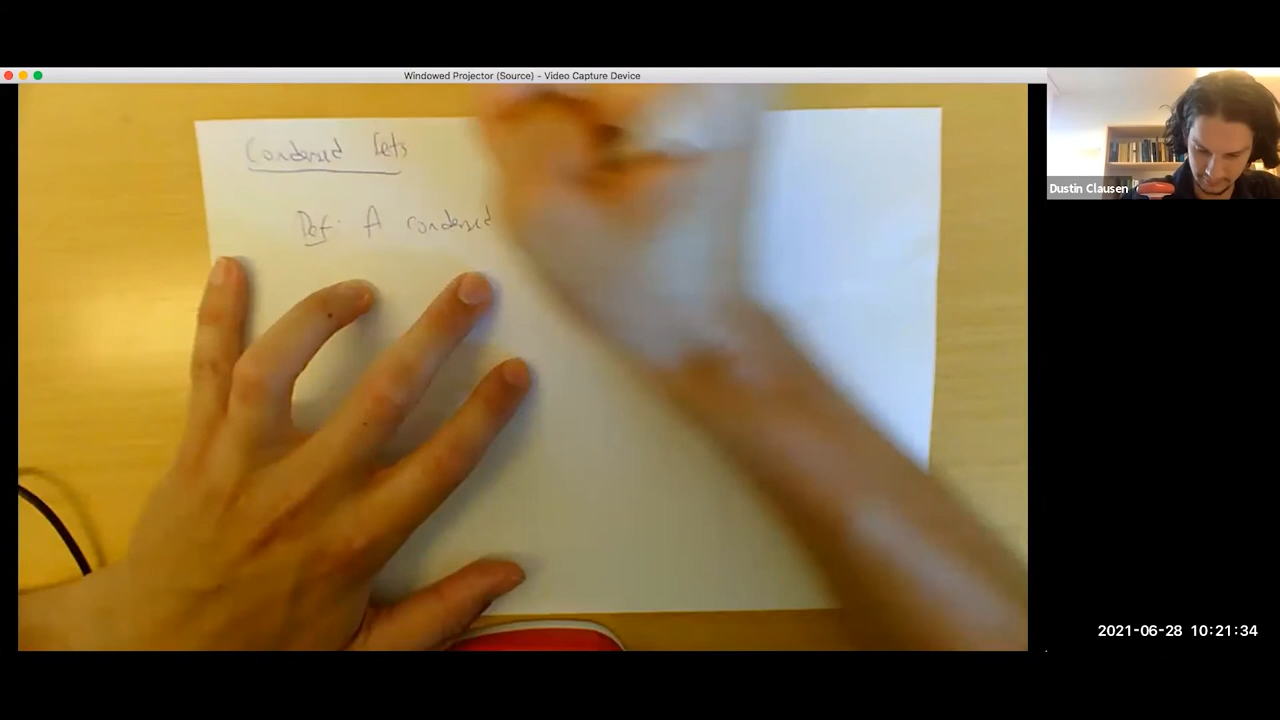 Windowed Projector (Source) - Video Capture Device
Condensed Sets
Def: A condensed
Dustin Clausen
2021-06-28 10:21:34